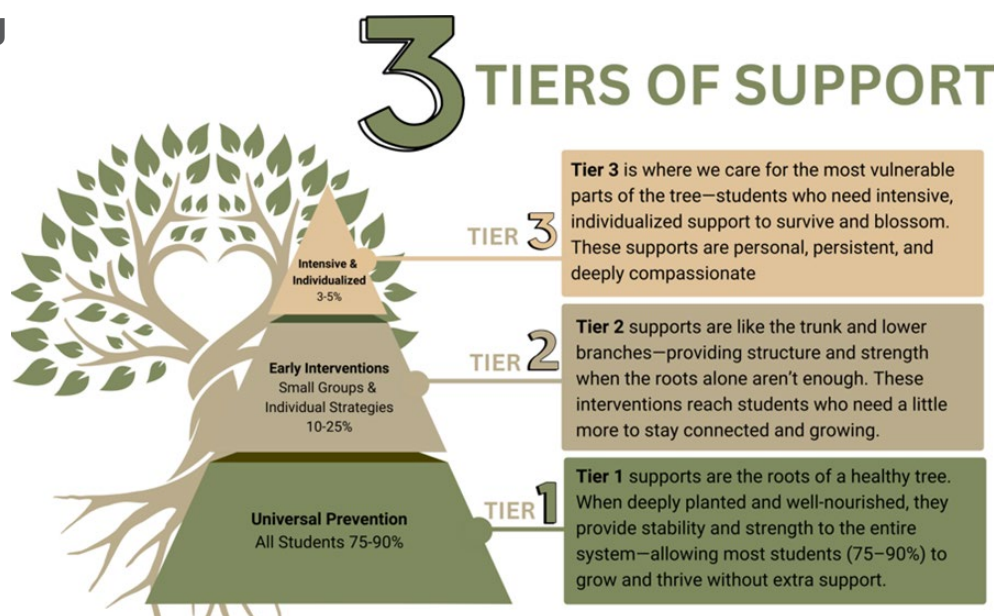 3 TIERS OF SUPPORT
Intensive &
Individualized
3-5%
TIER 3
Tier 3 is where we care for the most vulnerable
parts of the tree—students who need intensive,
individualized support to survive and blossom.
These supports are personal, persistent, and
deeply compassionate
Early Interventions
Small Groups &
Individual Strategies
10-25%
TIER 2
Tier 2 supports are like the trunk and lower
branches—providing structure and strength
when the roots alone aren’t enough. These
interventions reach students who need a little
more to stay connected and growing.
Universal Prevention
All Students 75-90%
TIER 1
Tier 1 supports are the roots of a healthy tree.
When deeply planted and well-nourished, they
provide stability and strength to the entire
system—allowing most students (75–90%) to
grow and thrive without extra support.